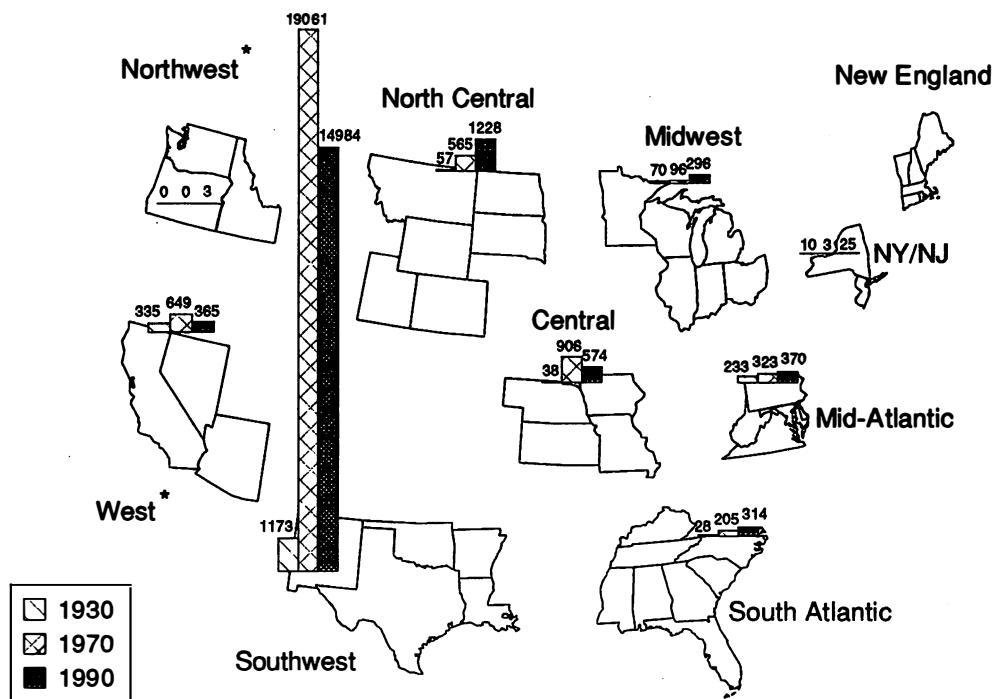 19061
Northwest *
New England
North Central
14984
57 565 1228
Midwest
70 96 296
0 0 3
10 3 25
NY/NJ
335 649 365
Central
38 906 574
233 323 370
Mid-Atlantic
West *
1173
28 205 314
South Atlantic
Southwest
1930
1970
1990